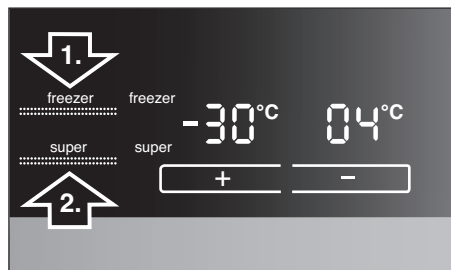 1.
freezer freezer
-30°C 04°C
super super
+ −
2.